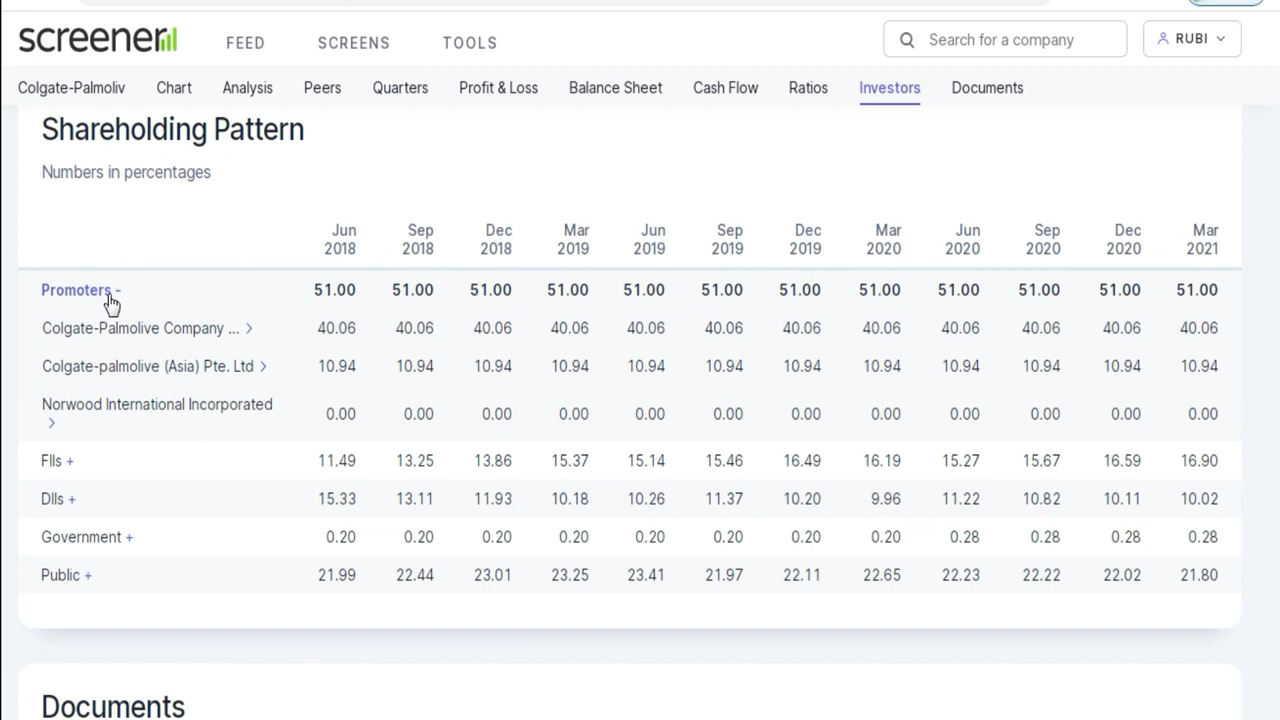 screener
FEED SCREENS TOOLS
Search for a company
RUBI
Colgate-Palmoliv Chart Analysis Peers Quarters Profit & Loss Balance Sheet Cash Flow Ratios Investors Documents
Shareholding Pattern
Numbers in percentages
Jun Sep Dec Mar Jun Sep Dec Mar Jun Sep Dec Mar
2018 2018 2018 2019 2019 2019 2019 2020 2020 2020 2020 2021
Promoters - 51.00 51.00 51.00 51.00 51.00 51.00 51.00 51.00 51.00 51.00 51.00 51.00
Colgate-Palmolive Company ... > 40.06 40.06 40.06 40.06 40.06 40.06 40.06 40.06 40.06 40.06 40.06 40.06
Colgate-palmolive (Asia) Pte. Ltd > 10.94 10.94 10.94 10.94 10.94 10.94 10.94 10.94 10.94 10.94 10.94 10.94
Norwood International Incorporated
> 0.00 0.00 0.00 0.00 0.00 0.00 0.00 0.00 0.00 0.00 0.00 0.00
FIIs + 11.49 13.25 13.86 15.37 15.14 15.46 16.49 16.19 15.27 15.67 16.59 16.90
DIIs + 15.33 13.11 11.93 10.18 10.26 11.37 10.20 9.96 11.22 10.82 10.11 10.02
Government + 0.20 0.20 0.20 0.20 0.20 0.20 0.20 0.20 0.28 0.28 0.28 0.28
Public + 21.99 22.44 23.01 23.25 23.41 21.97 22.11 22.65 22.23 22.22 22.02 21.80
Documents